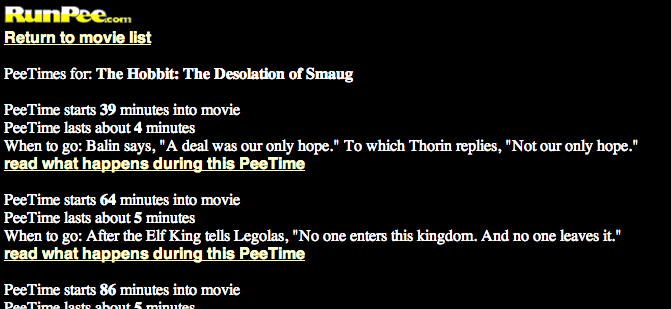 RunPee.com
Return to movie list
PeeTimes for: The Hobbit: The Desolation of Smaug
PeeTime starts 39 minutes into movie
PeeTime lasts about 4 minutes
When to go: Balin says, "A deal was our only hope." To which Thorin replies, "Not our only hope."
read what happens during this PeeTime
PeeTime starts 64 minutes into movie
PeeTime lasts about 5 minutes
When to go: After the Elf King tells Legolas, "No one enters this kingdom. And no one leaves it."
read what happens during this PeeTime
PeeTime starts 86 minutes into movie
PeeTime lasts about 5 minutes